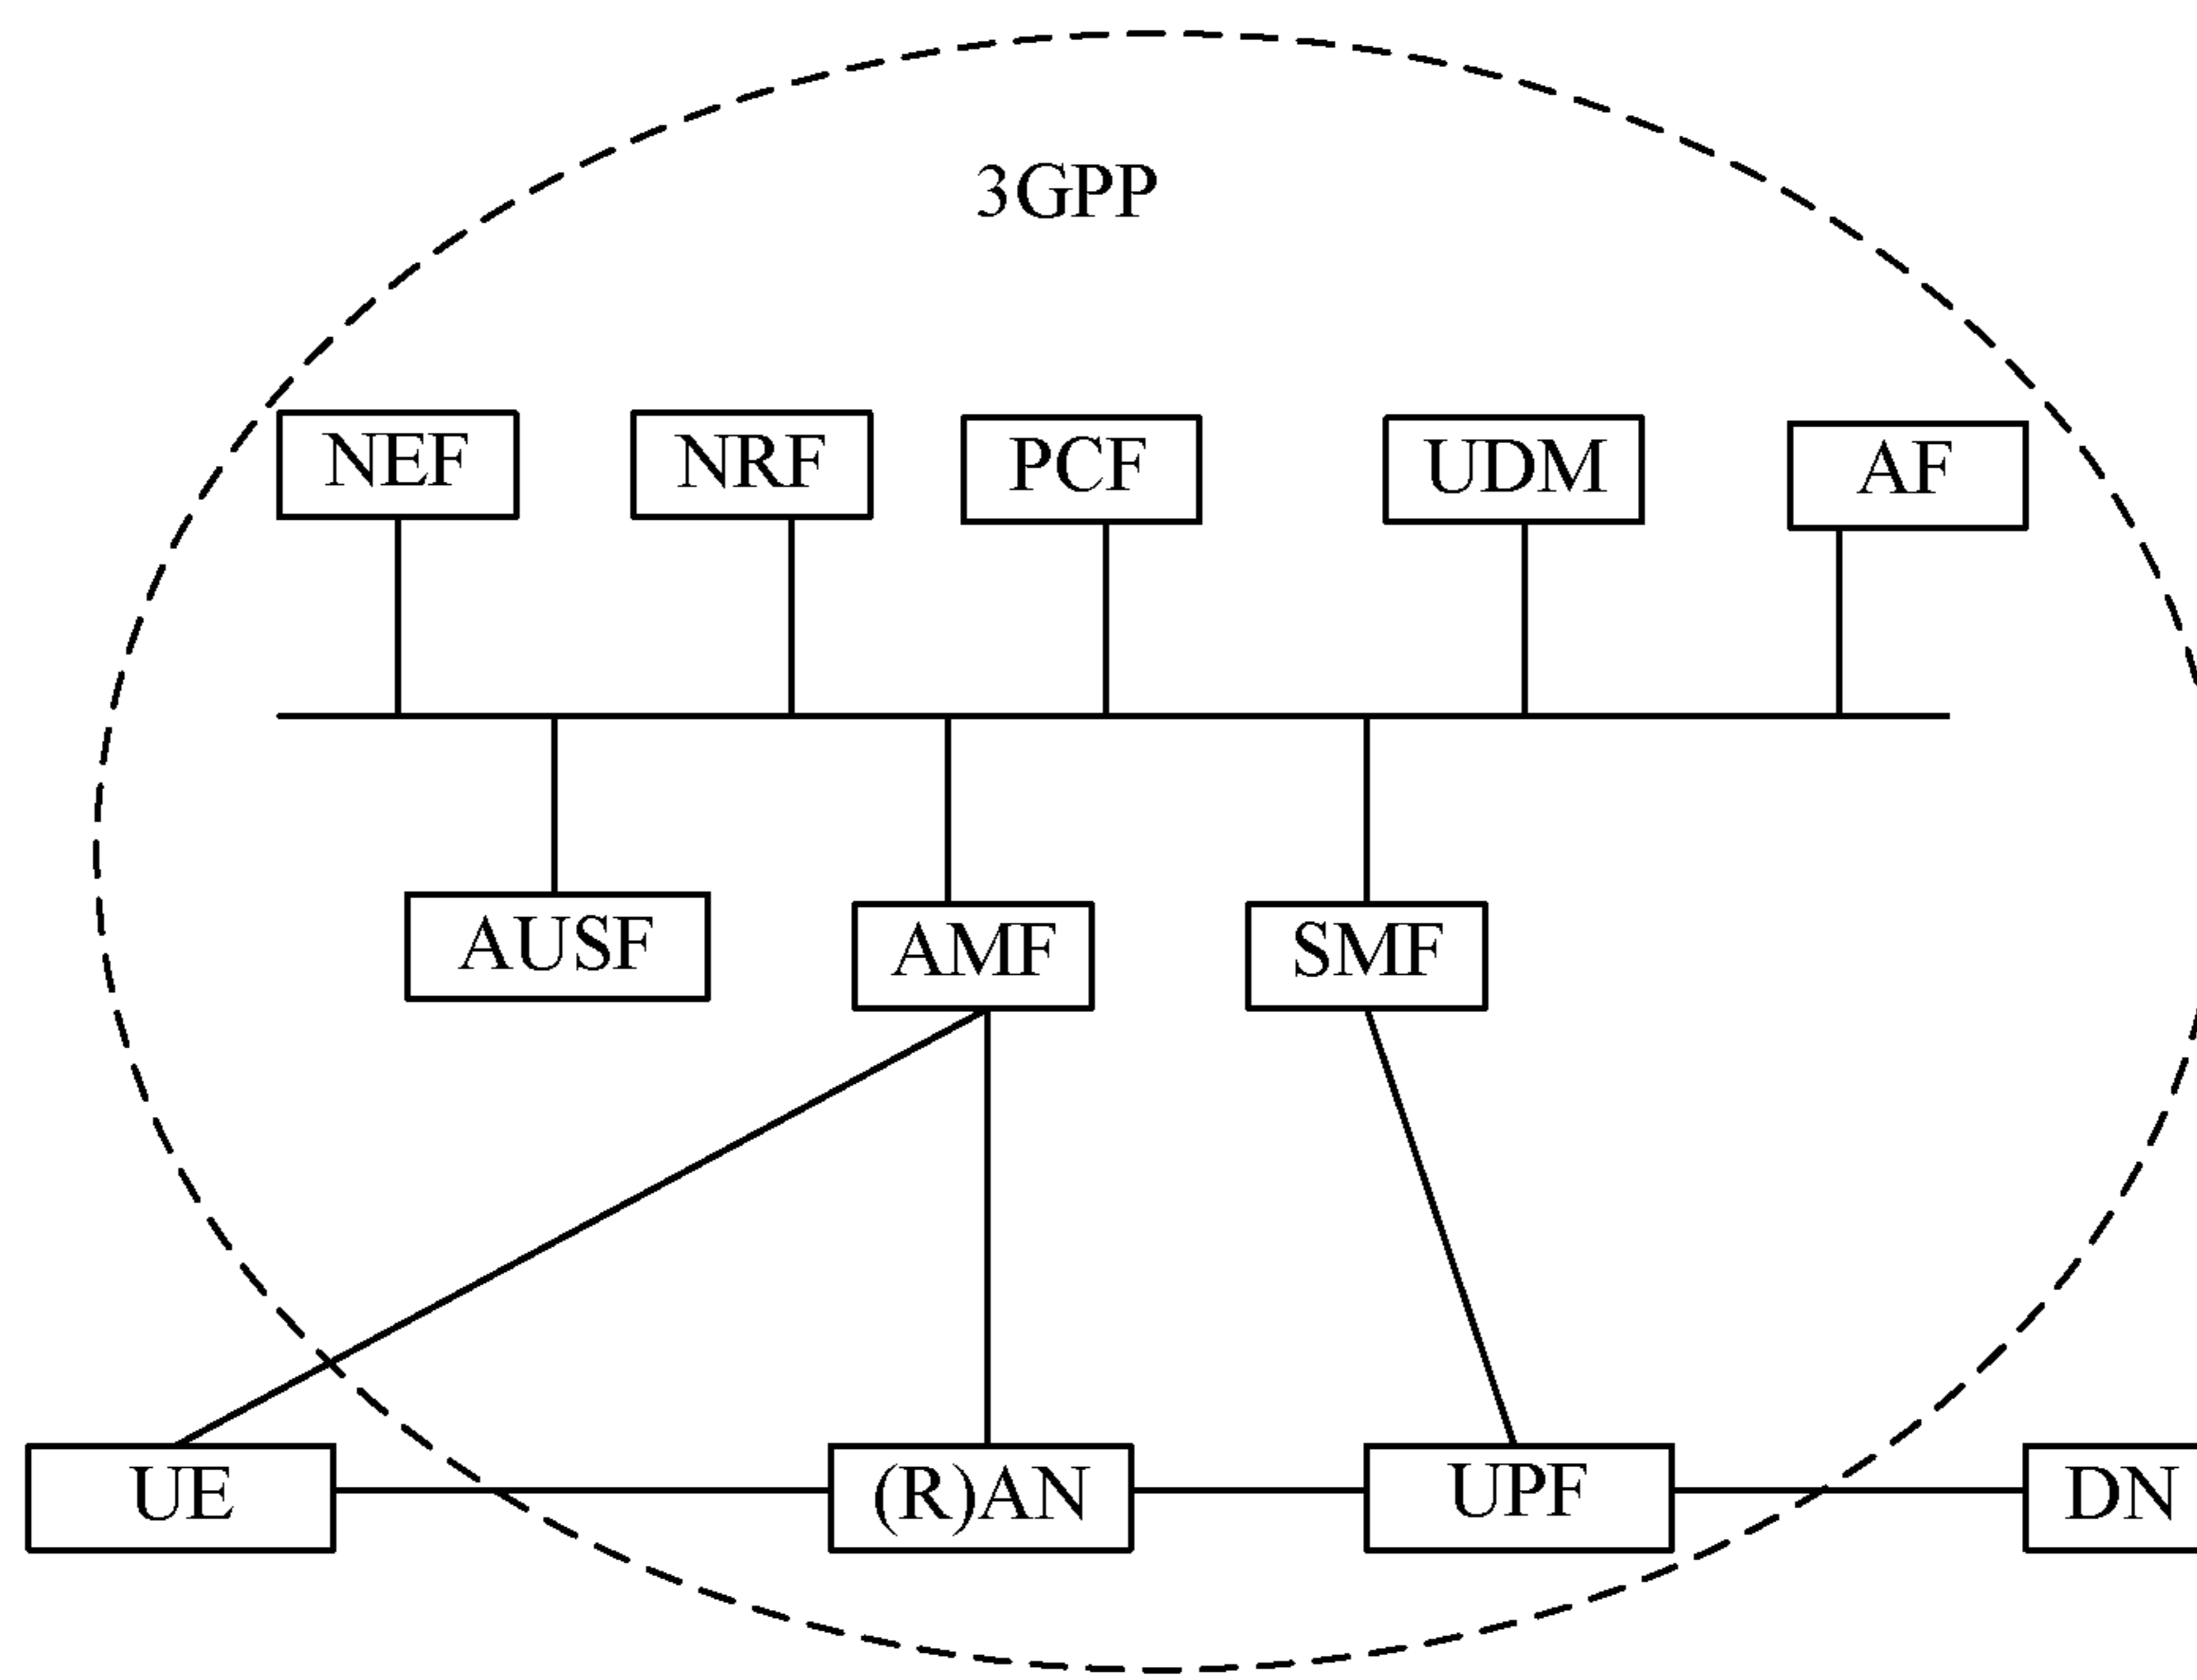 3GPP
NEF NRF PCF UDM AF
AUSF AMF SMF
UE (R)AN UPF DN